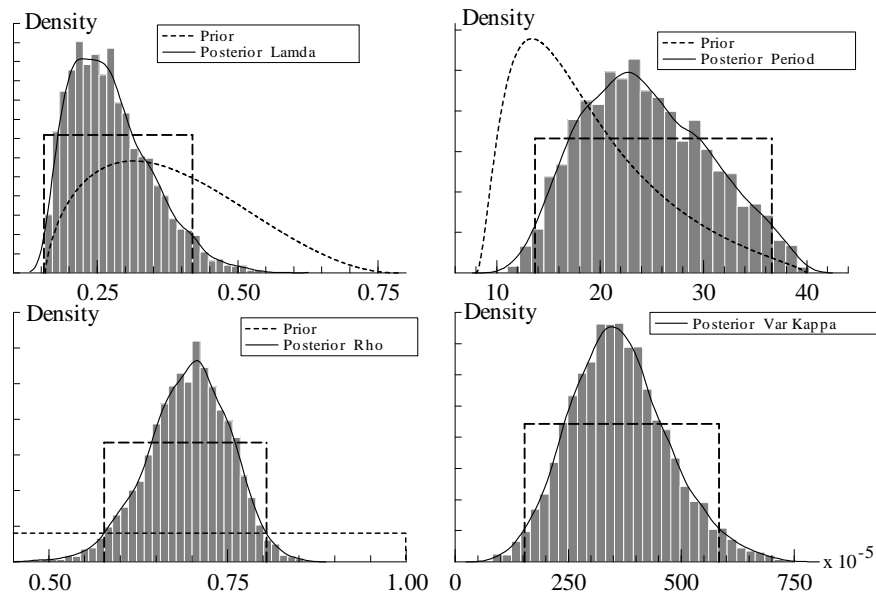 Density
Prior
Posterior Lamda
0.25 0.50 0.75
Density
Prior
Posterior Period
10 20 30 40
Density
Prior
Posterior Rho
0.50 0.75 1.00
Density
Posterior Var Kappa
0 250 500 750 x 10-5